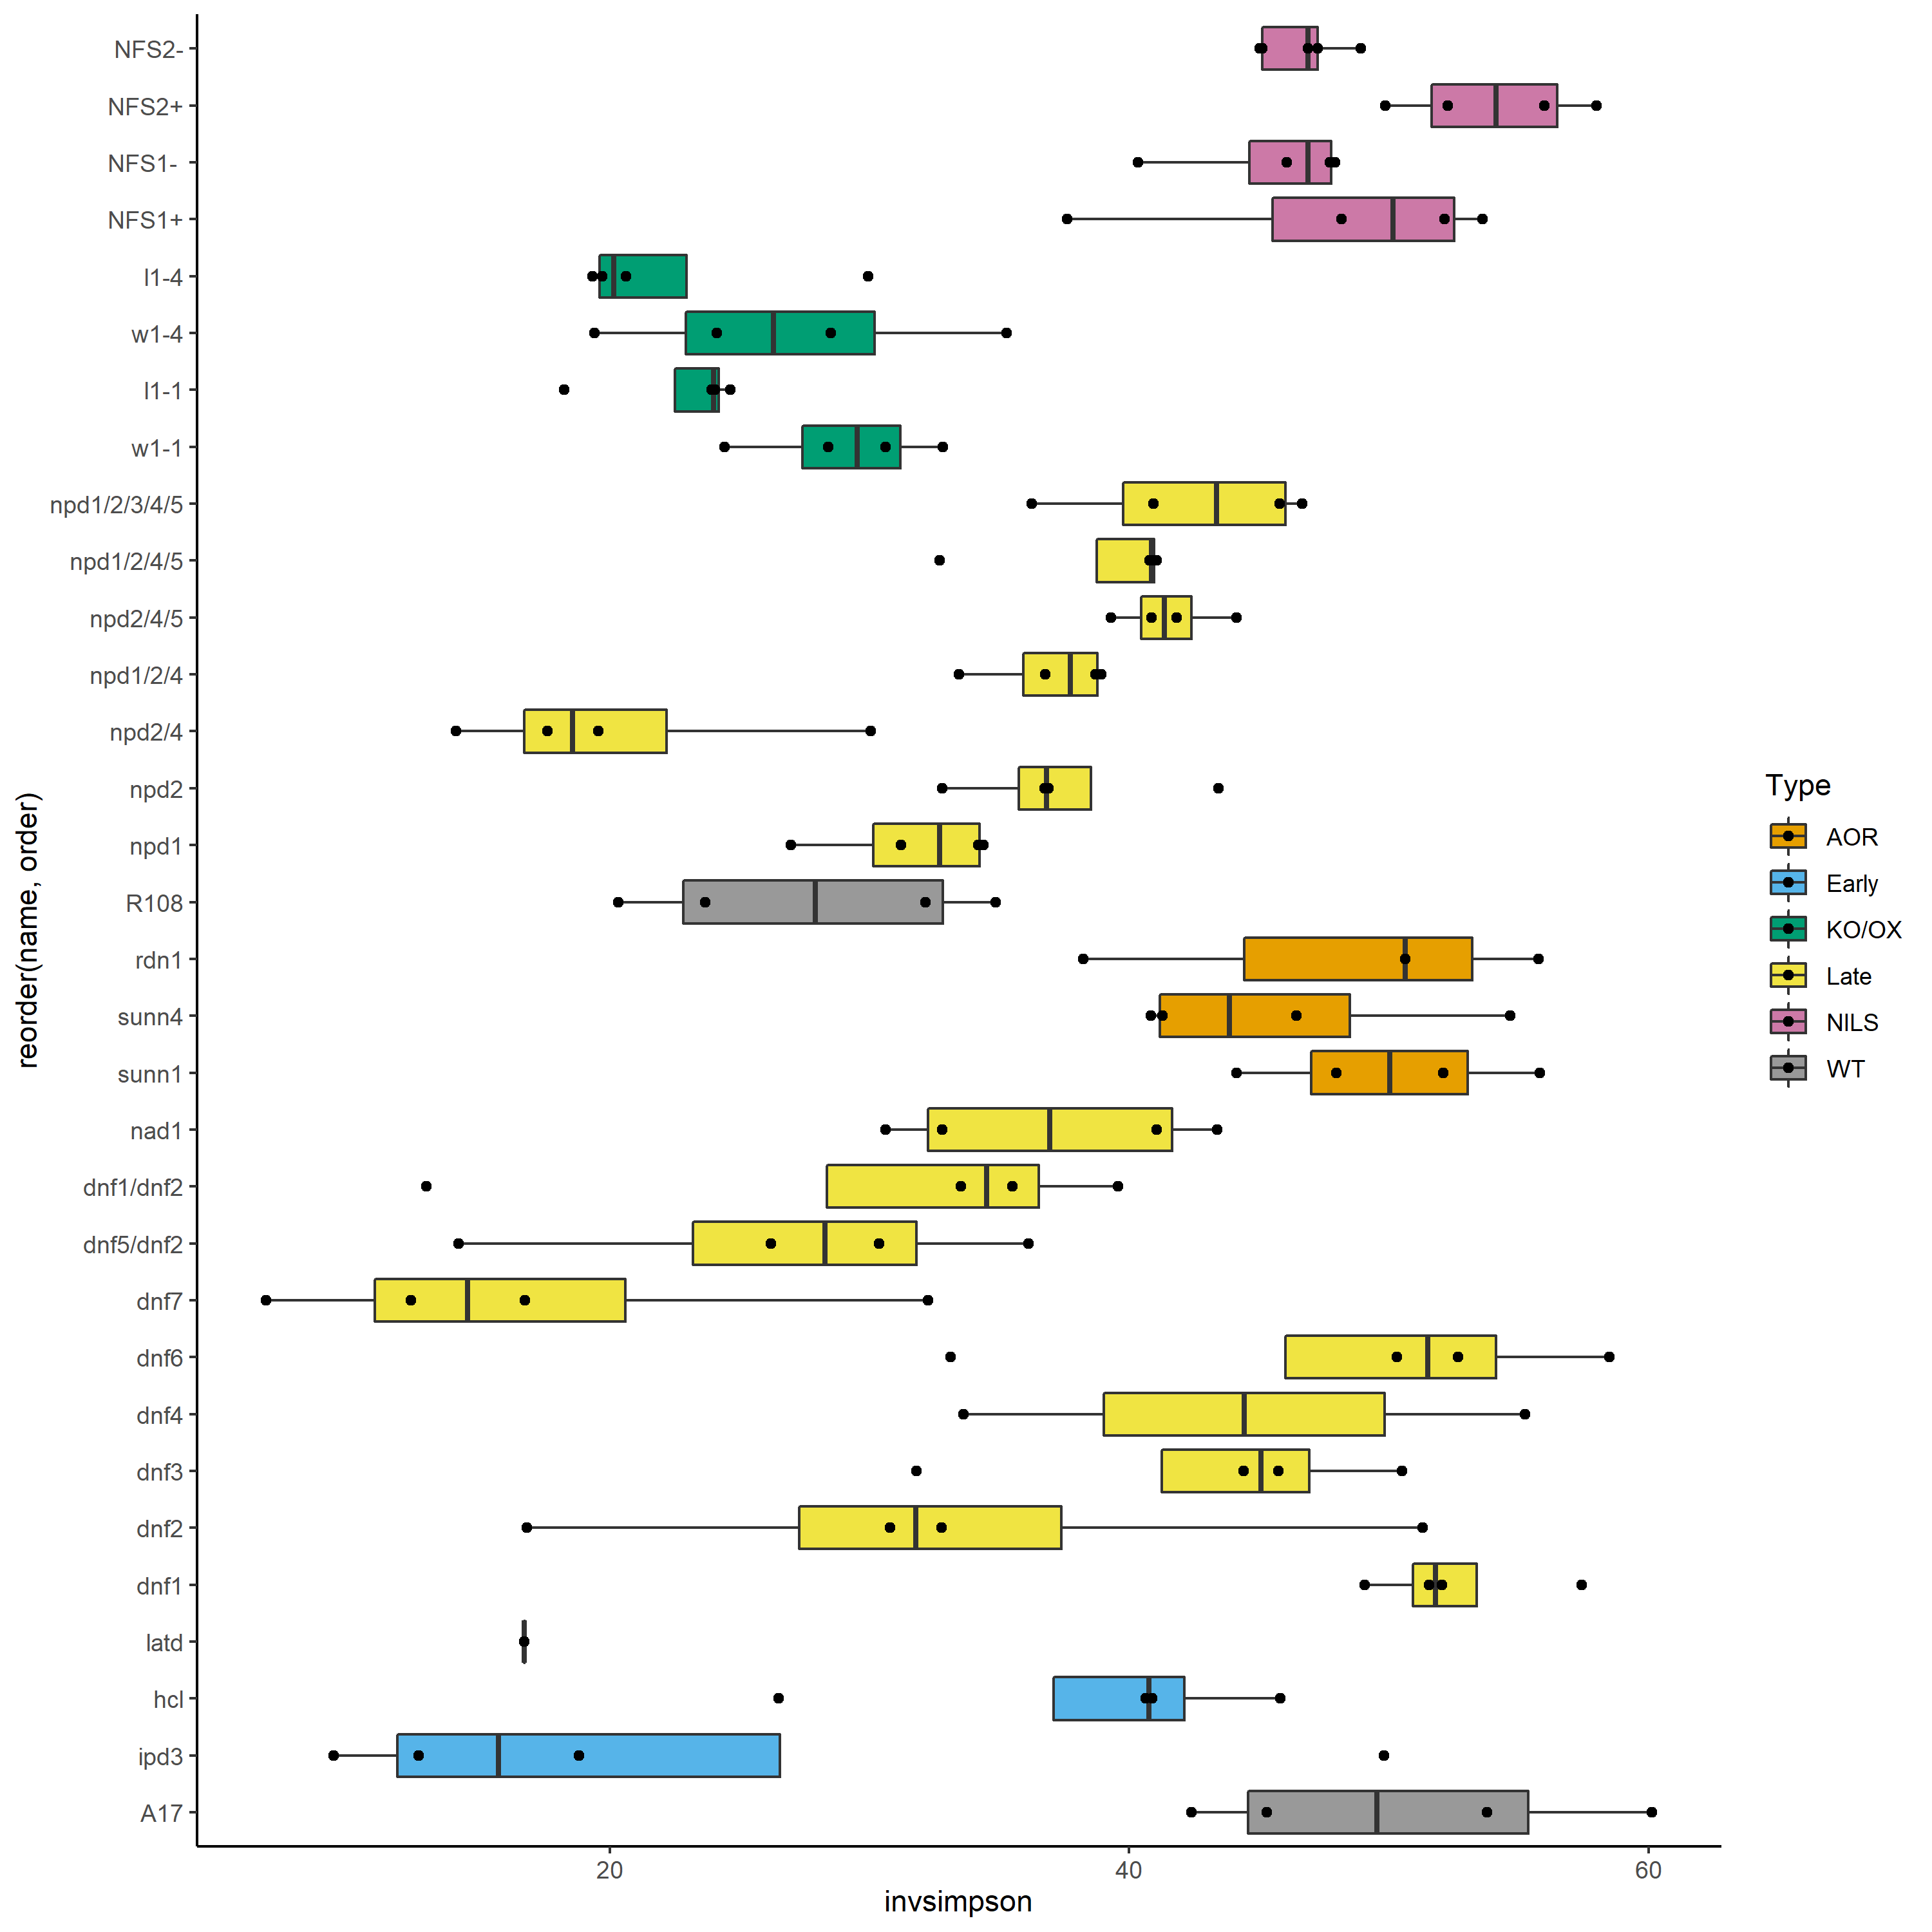 NFS2-
NFS2+
NFS1-
NFS1+
l1-4
w1-4
l1-1
w1-1
npd1/2/3/4/5
npd1/2/4/5
npd2/4/5
npd1/2/4
npd2/4
npd2
npd1
R108
rdn1
sunn4
sunn1
nad1
dnf1/dnf2
dnf5/dnf2
dnf7
dnf6
dnf4
dnf3
dnf2
dnf1
latd
hcl
ipd3
A17
reorder(name, order)
20 40 60
invsimpson
Type
AOR
Early
KO/OX
Late
NILS
WT